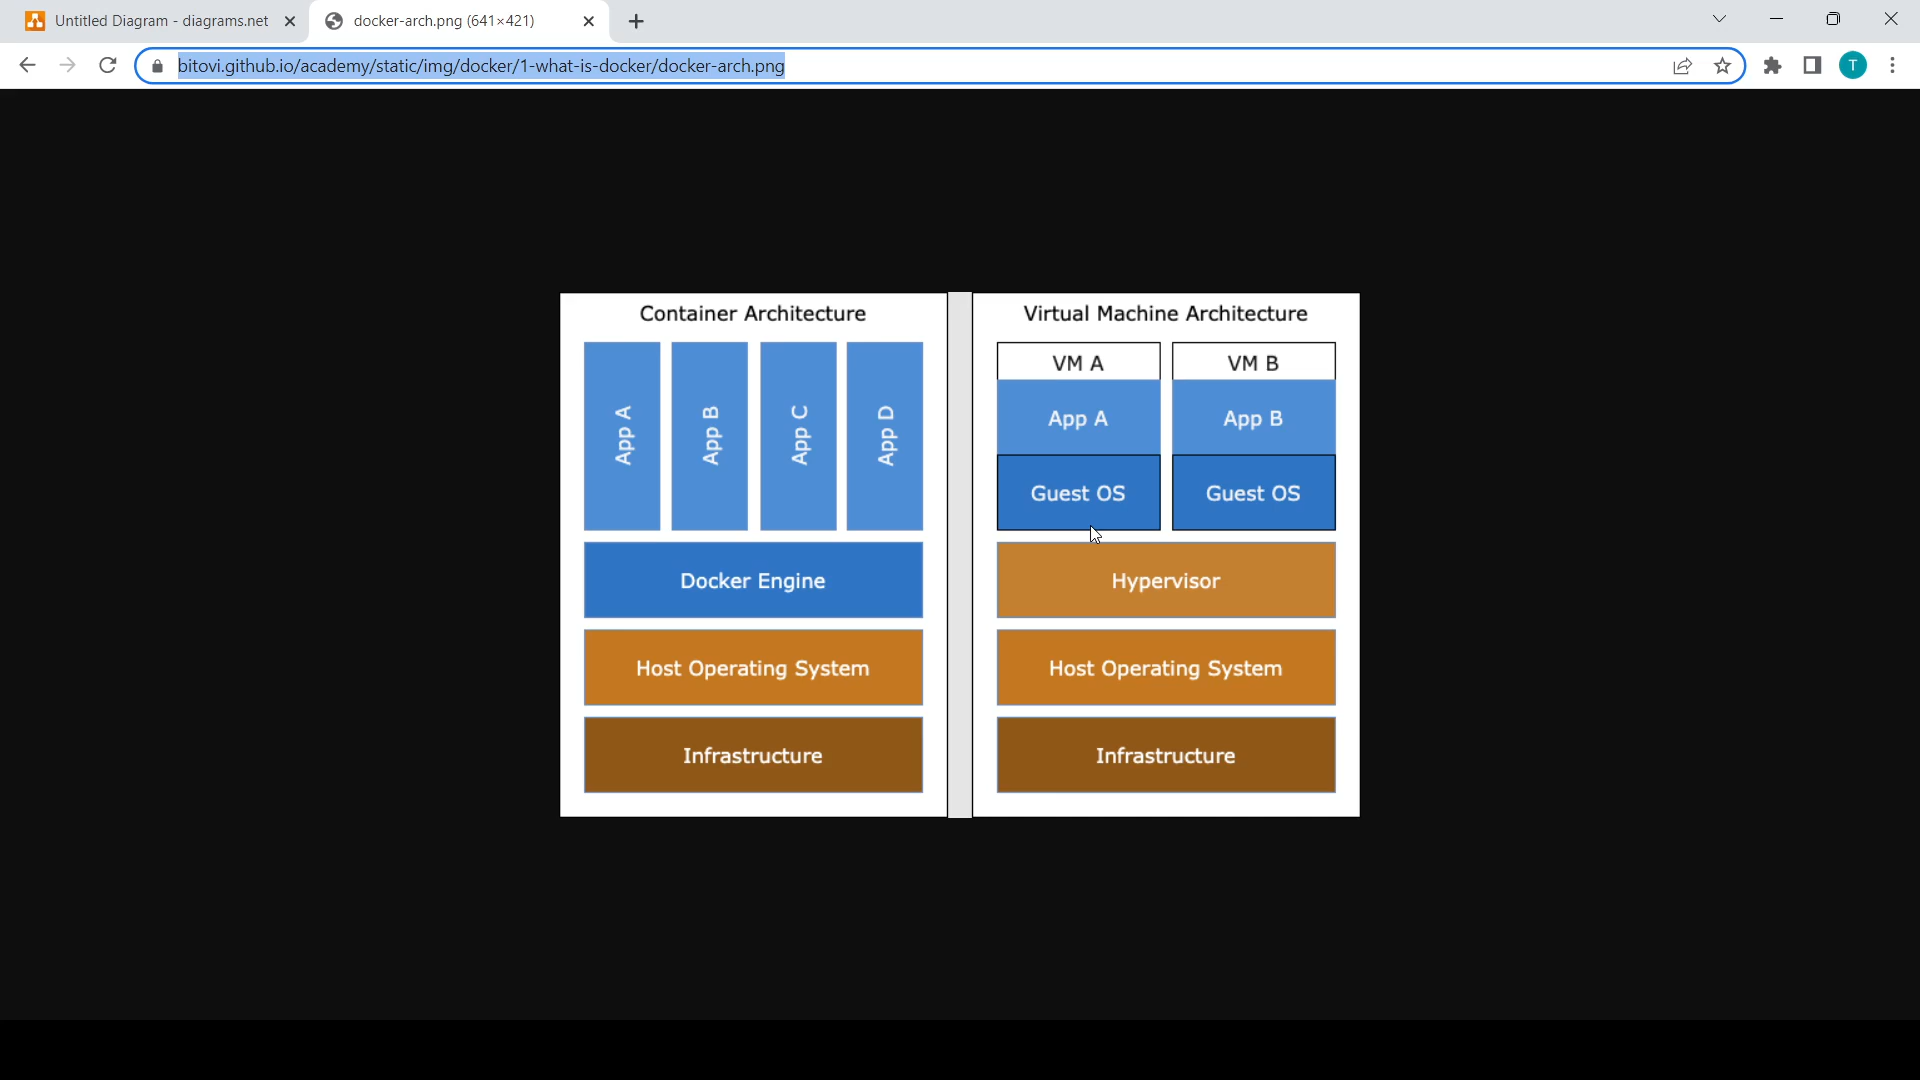 Untitled Diagram - diagrams.net
docker-arch.png (641×421)
bitovi.github.io/academy/static/img/docker/1-what-is-docker/docker-arch.png
T
Container Architecture
App A
App B
App C
App D
Docker Engine
Host Operating System
Infrastructure
Virtual Machine Architecture
VM A
VM B
App A
App B
Guest OS
Guest OS
Hypervisor
Host Operating System
Infrastructure